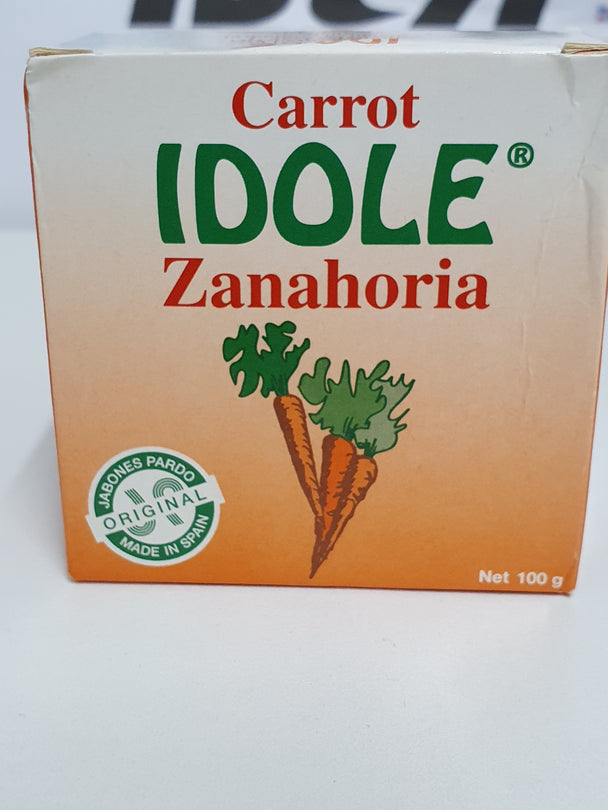 Carrot
IDOLE®
Zanahoria
JABONES PARDO
ORIGINAL
MADE IN SPAIN
Net 100 g